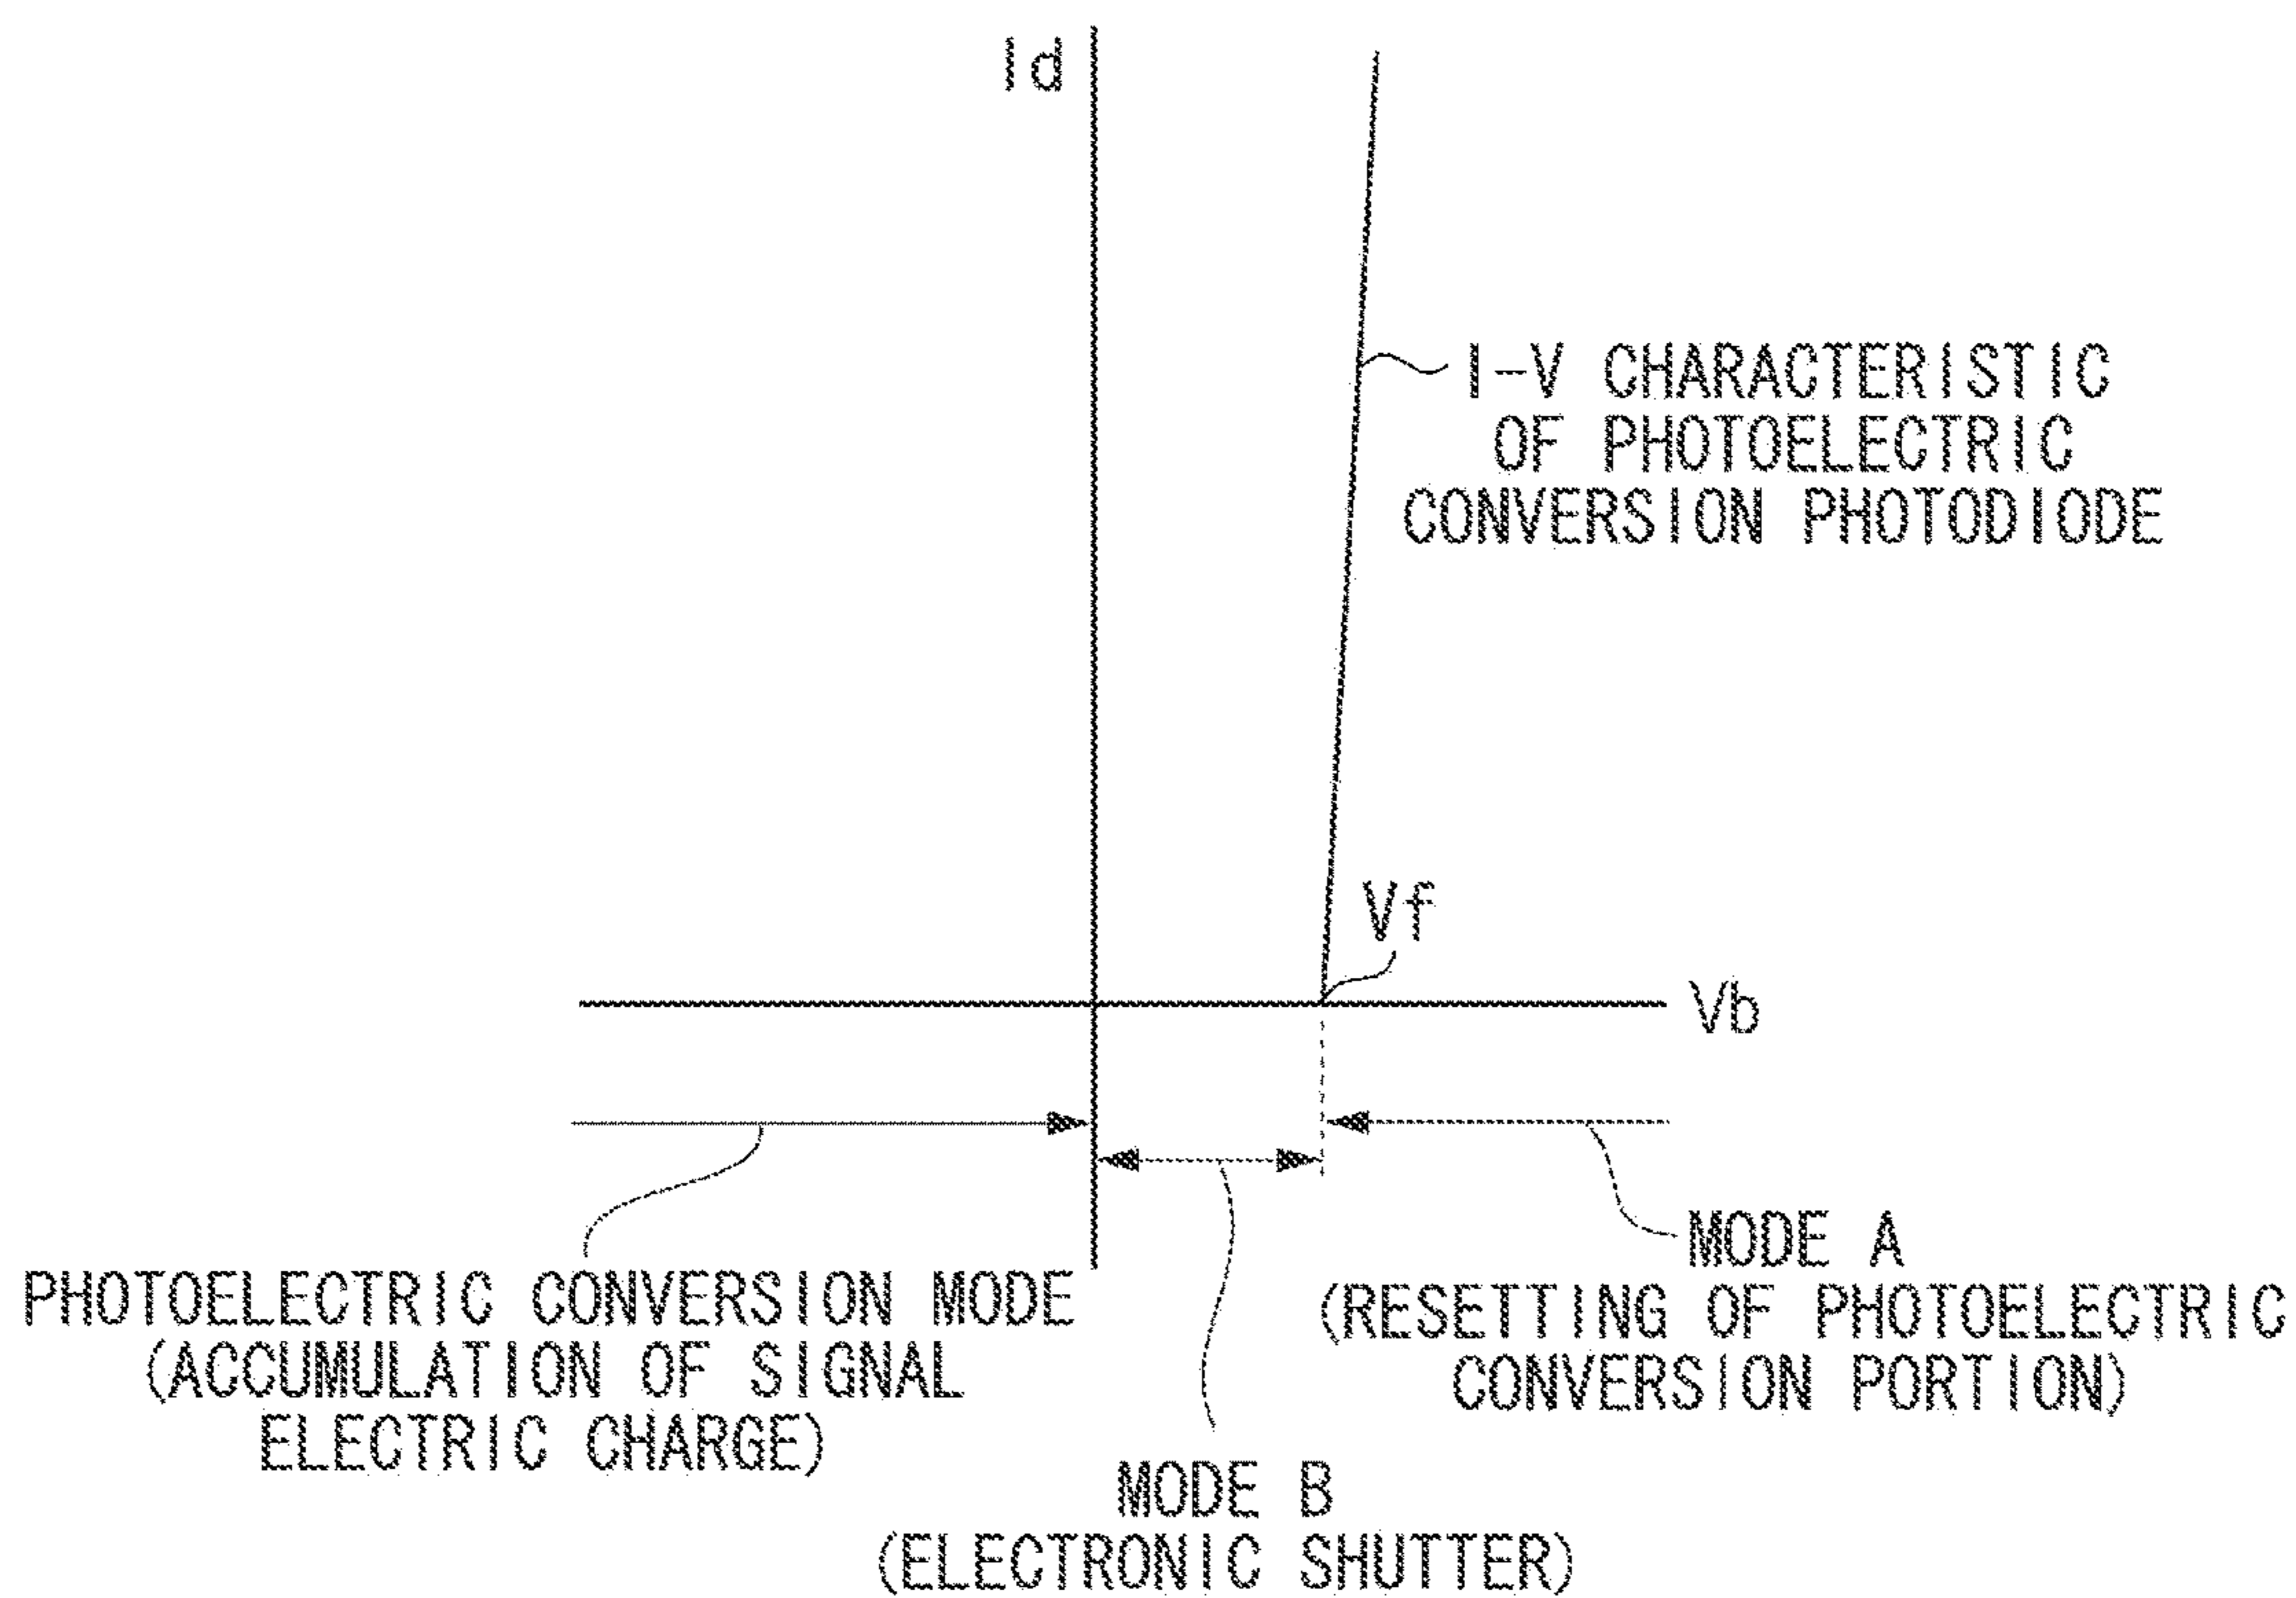 Id
I-V CHARACTERISTIC
OF PHOTOELECTRIC
CONVERSION PHOTODIODE
Vf
Vb
PHOTOELECTRIC CONVERSION MODE
(ACCUMULATION OF SIGNAL
ELECTRIC CHARGE)
MODE B
(ELECTRONIC SHUTTER)
MODE A
(RESETTING OF PHOTOELECTRIC
CONVERSION PORTION)